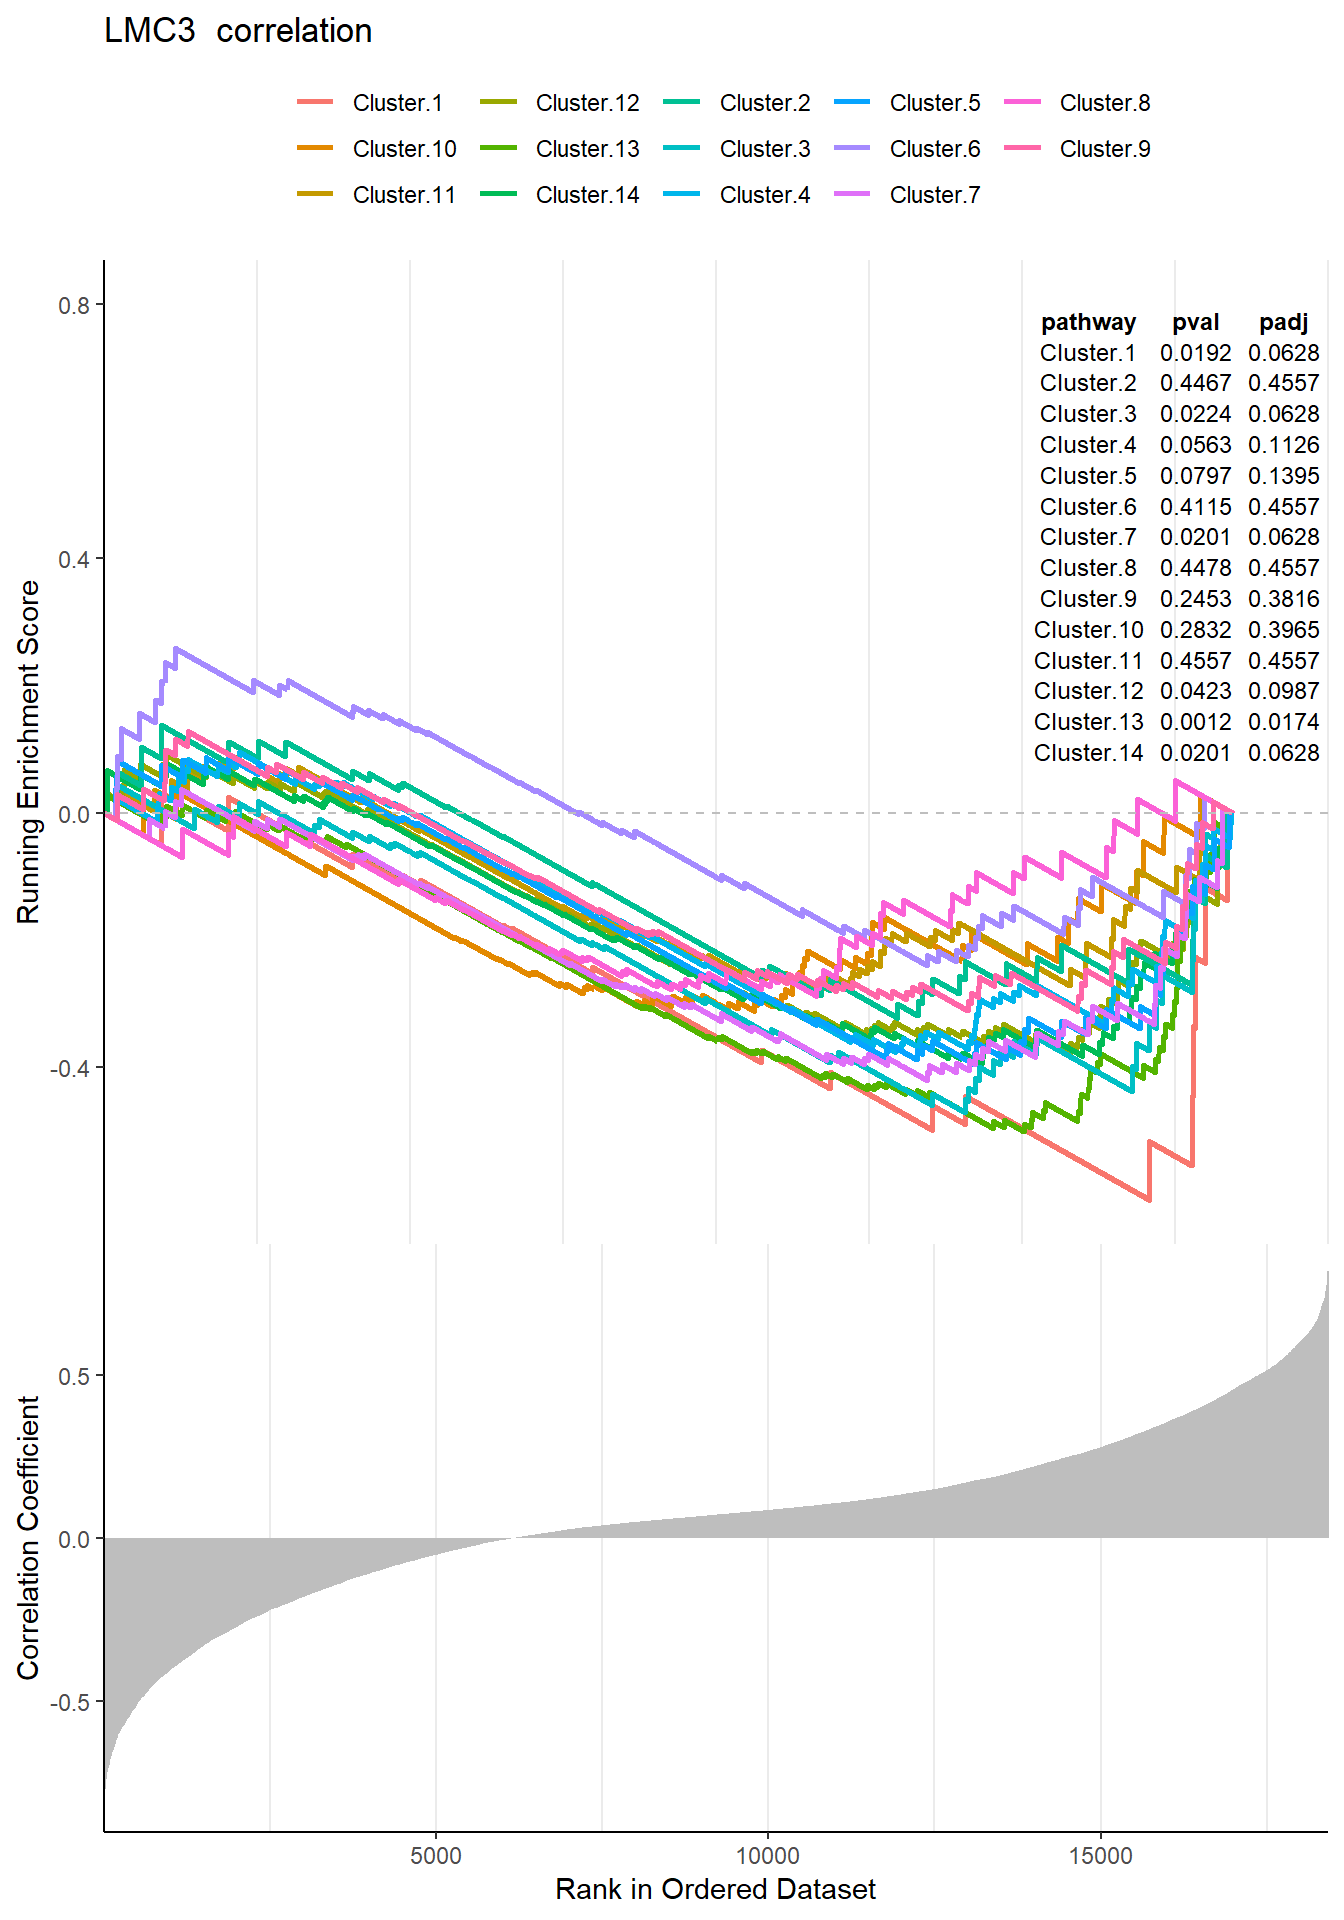 LMC3  correlation
Cluster.1 Cluster.12 Cluster.2 Cluster.5 Cluster.8
Cluster.10 Cluster.13 Cluster.3 Cluster.6 Cluster.9
Cluster.11 Cluster.14 Cluster.4 Cluster.7
Running Enrichment Score
0.8
0.4
0.0
-0.4
pathway pval padj
Cluster.1 0.0192 0.0628
Cluster.2 0.4467 0.4557
Cluster.3 0.0224 0.0628
Cluster.4 0.0563 0.1126
Cluster.5 0.0797 0.1395
Cluster.6 0.4115 0.4557
Cluster.7 0.0201 0.0628
Cluster.8 0.4478 0.4557
Cluster.9 0.2453 0.3816
Cluster.10 0.2832 0.3965
Cluster.11 0.4557 0.4557
Cluster.12 0.0423 0.0987
Cluster.13 0.0012 0.0174
Cluster.14 0.0201 0.0628
Correlation Coefficient
0.5
0.0
-0.5
5000 10000 15000
Rank in Ordered Dataset